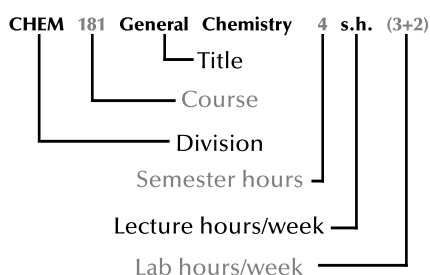 CHEM 181 General Chemistry 4 s.h. (3+2)
Title
Course
Division
Semester hours
Lecture hours/week
Lab hours/week